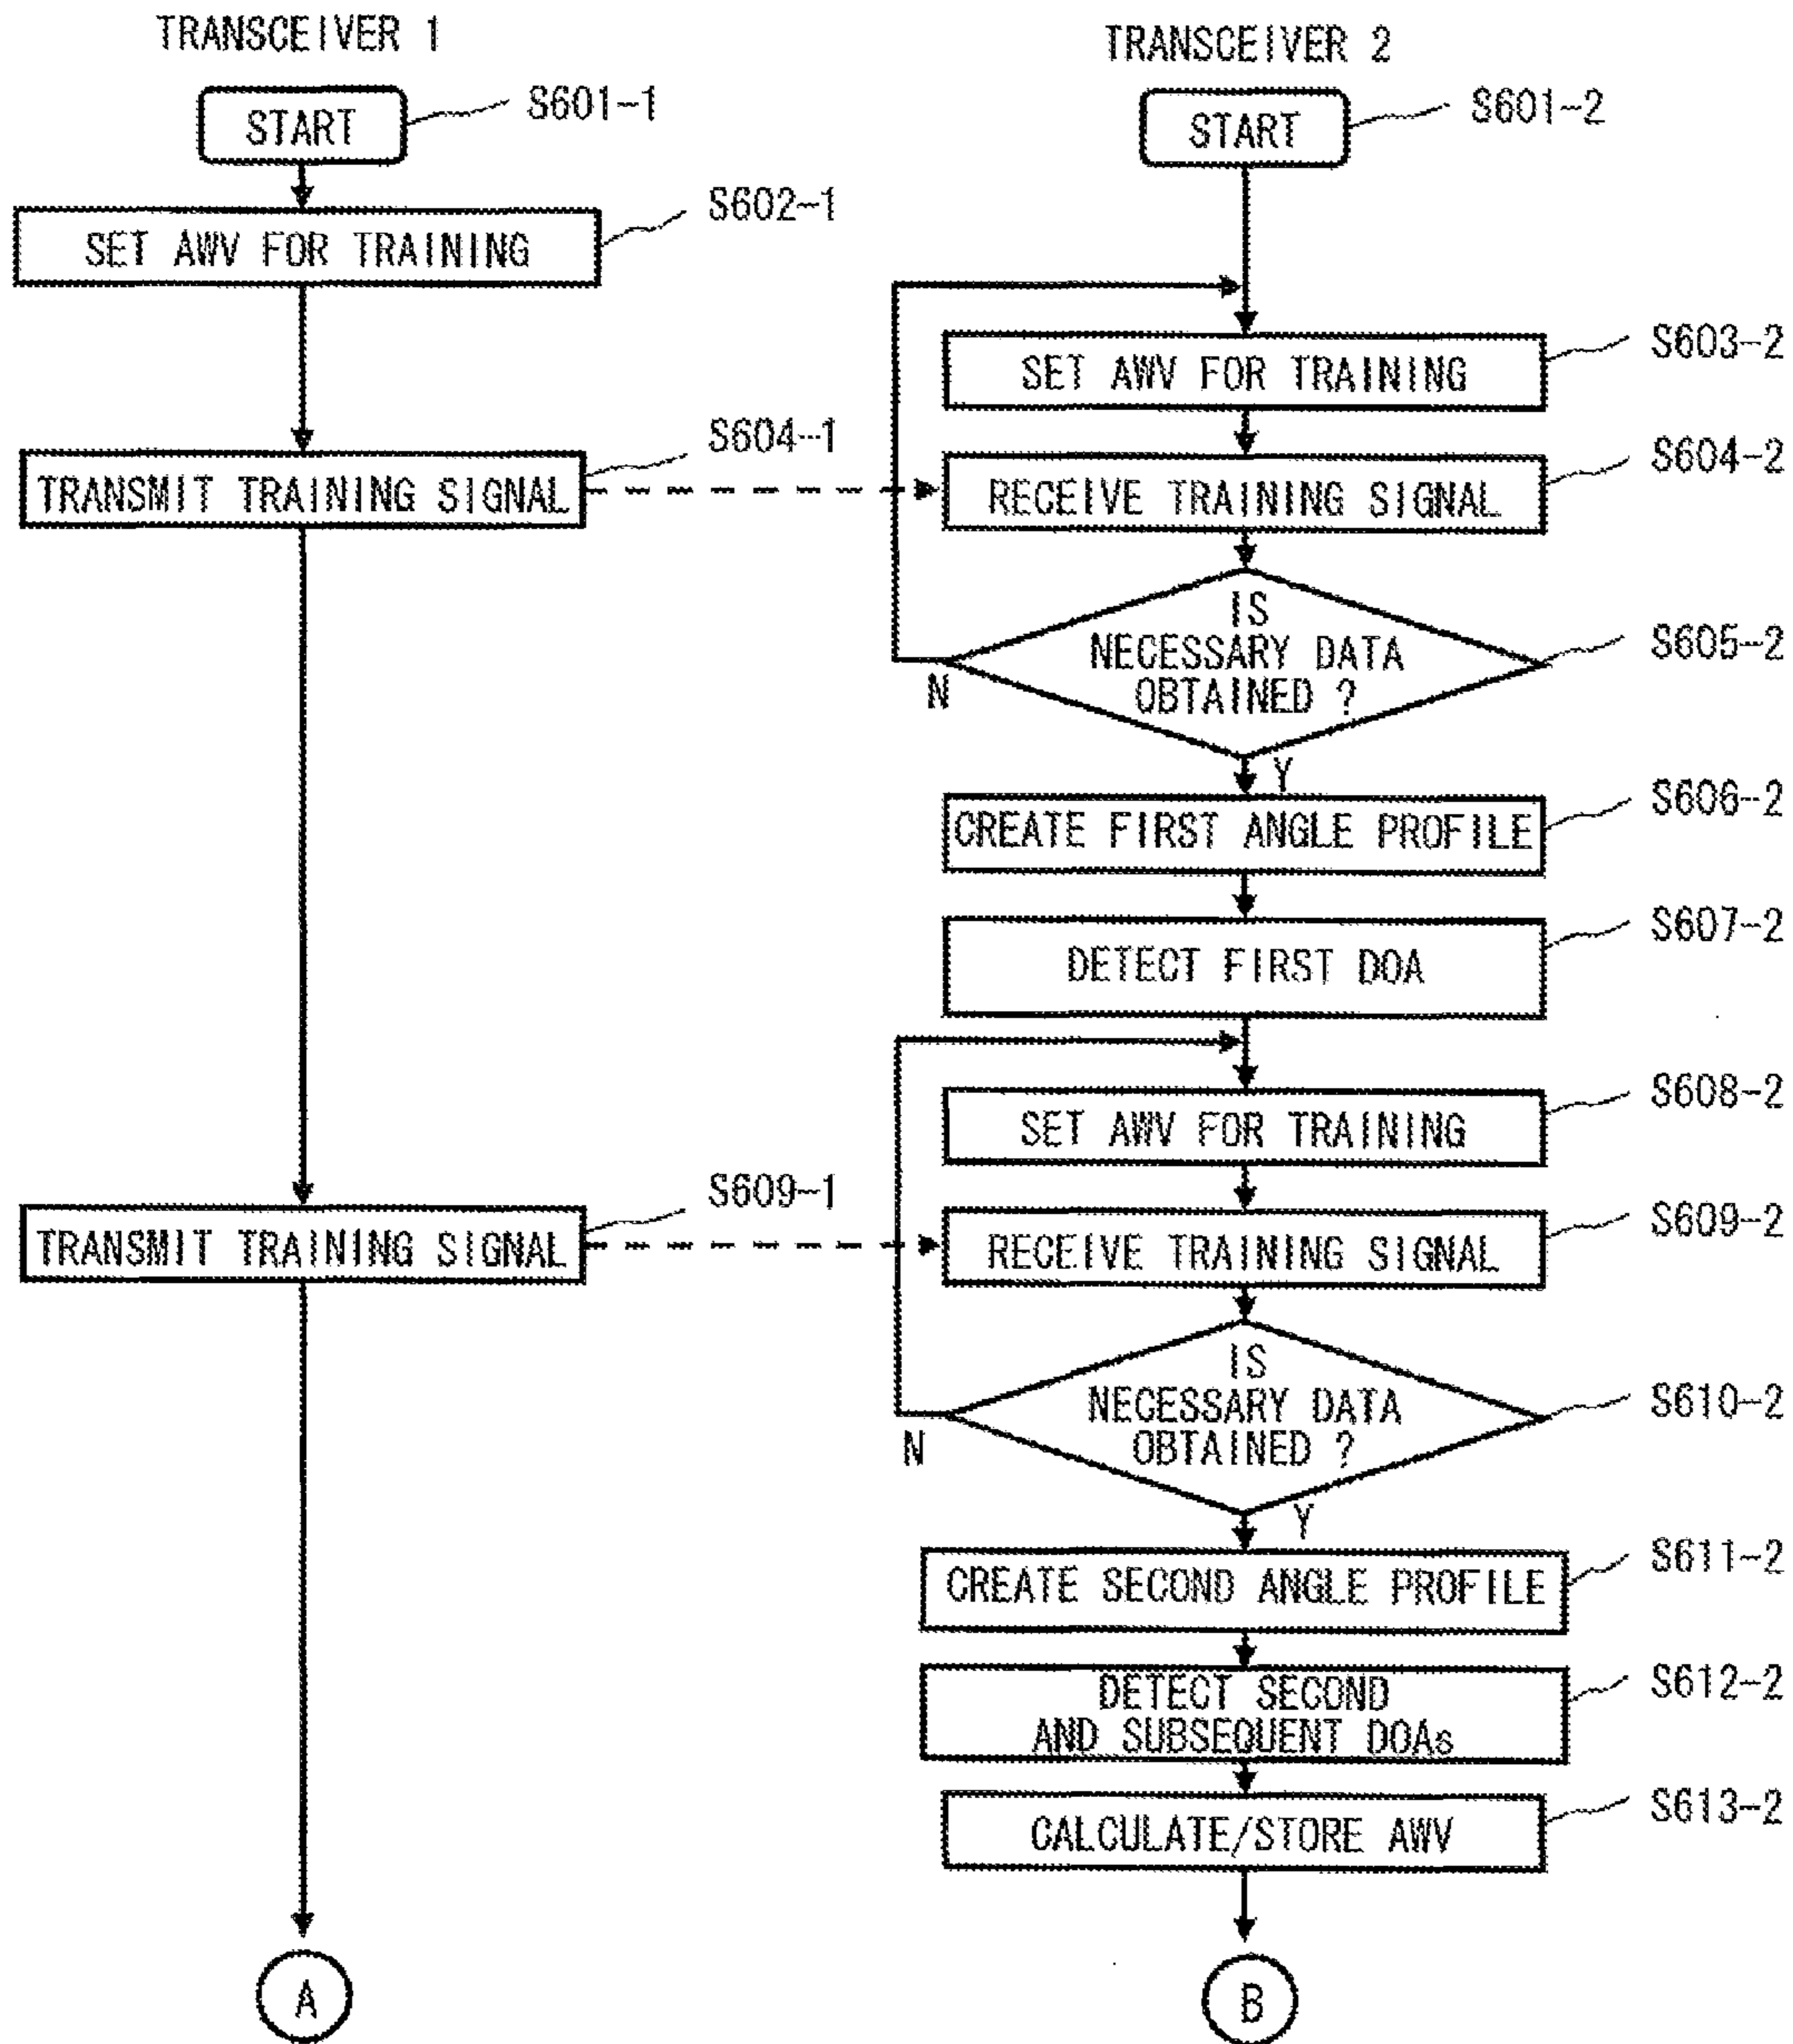 TRANSCEIVER 1
START
S601-1
SET AWV FOR TRAINING
S602-1
TRANSMIT TRAINING SIGNAL
S604-1
TRANSMIT TRAINING SIGNAL
S609-1
A
TRANSCEIVER 2
START
S601-2
SET AWV FOR TRAINING
S603-2
RECEIVE TRAINING SIGNAL
S604-2
IS
NECESSARY DATA
OBTAINED ?
S605-2
N
Y
CREATE FIRST ANGLE PROFILE
S606-2
DETECT FIRST DOA
S607-2
SET AWV FOR TRAINING
S608-2
RECEIVE TRAINING SIGNAL
S609-2
IS
NECESSARY DATA
OBTAINED ?
S610-2
N
Y
CREATE SECOND ANGLE PROFILE
S611-2
DETECT SECOND
AND SUBSEQUENT DOAs
S612-2
CALCULATE/STORE AWV
S613-2
B